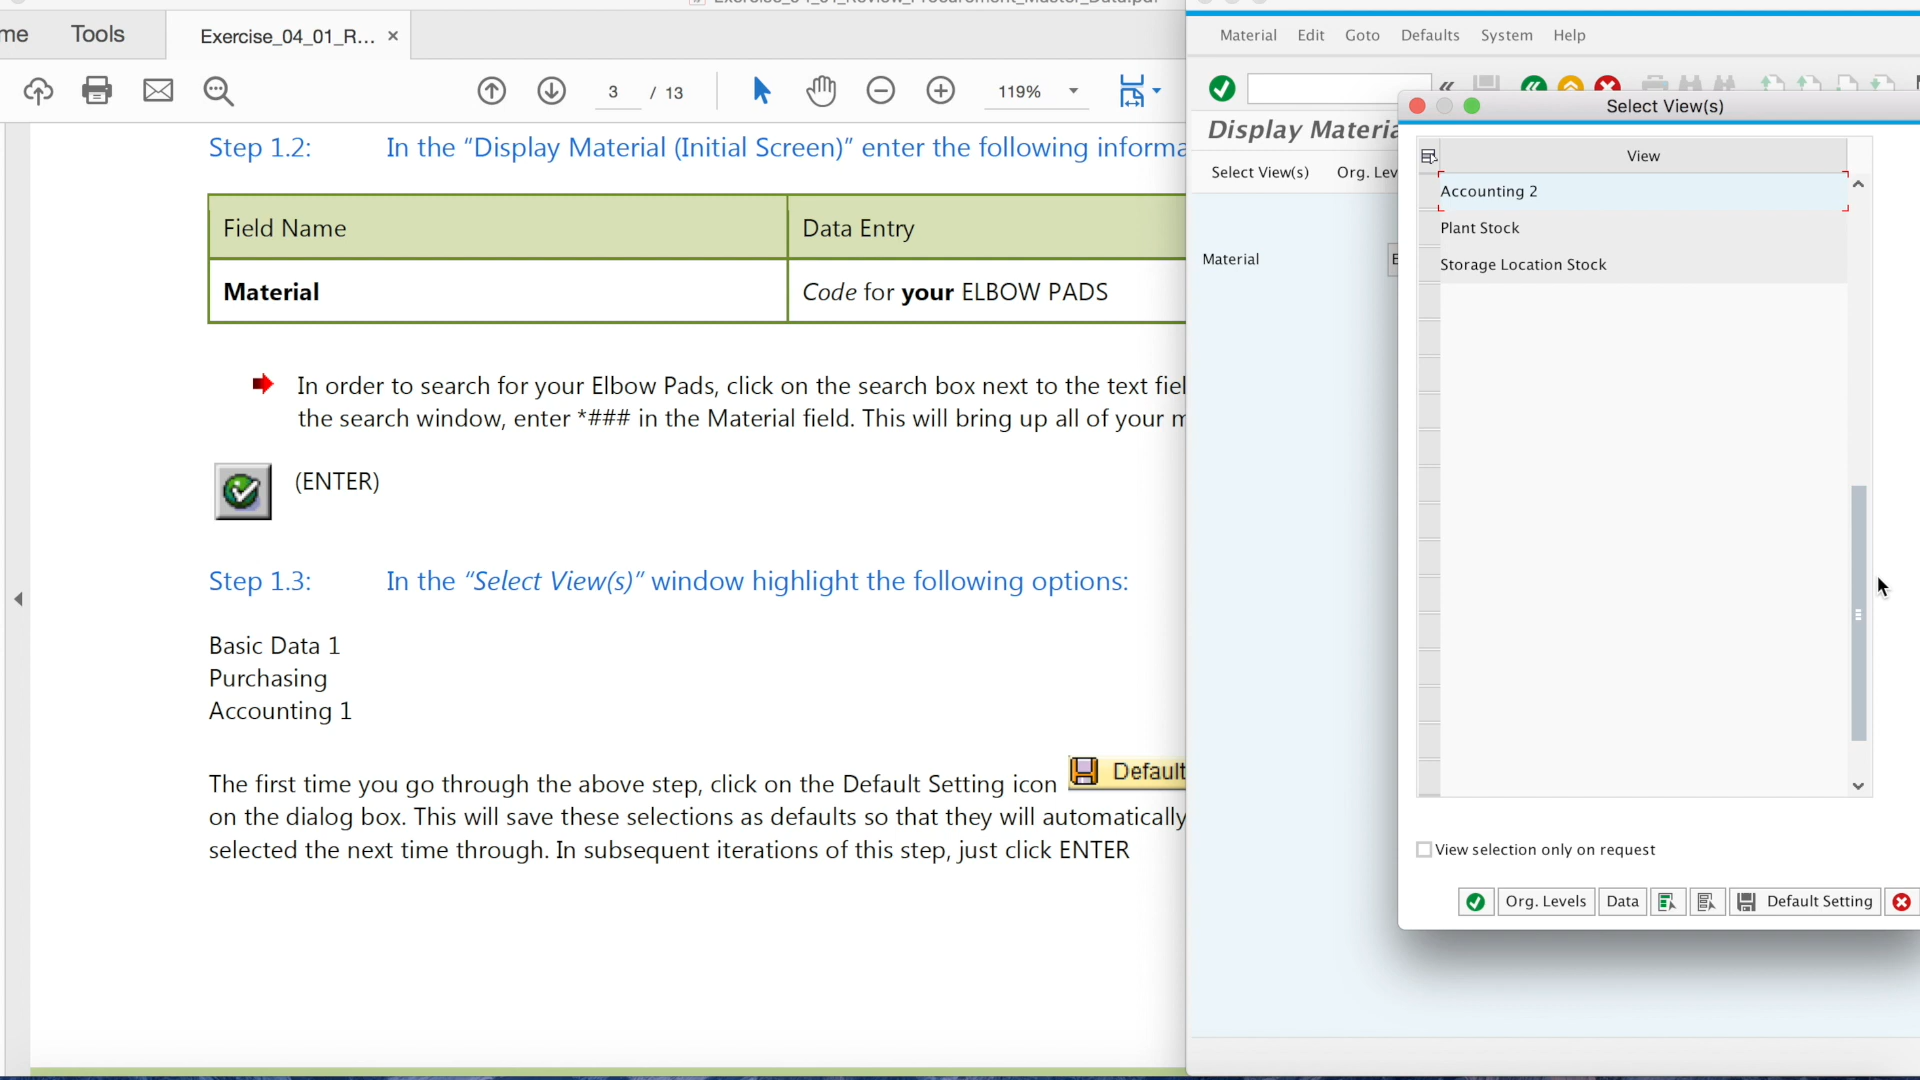 me
Tools
Exercise_04_01_R... ×
3 / 13
119%
Step 1.2: In the “Display Material (Initial Screen)” enter the following informa
Field Name
Data Entry
Material
Code for your ELBOW PADS
In order to search for your Elbow Pads, click on the search box next to the text fiel
the search window, enter *### in the Material field. This will bring up all of your m
(ENTER)
Step 1.3: In the “Select View(s)” window highlight the following options:
Basic Data 1
Purchasing
Accounting 1
The first time you go through the above step, click on the Default Setting icon
Default
on the dialog box. This will save these selections as defaults so that they will automatically
selected the next time through. In subsequent iterations of this step, just click ENTER
Material Edit Goto Defaults System Help
Display Materia
Select View(s) Org. Lev
Material
Select View(s)
View
Accounting 2
Plant Stock
Storage Location Stock
View selection only on request
Org. Levels
Data
Default Setting